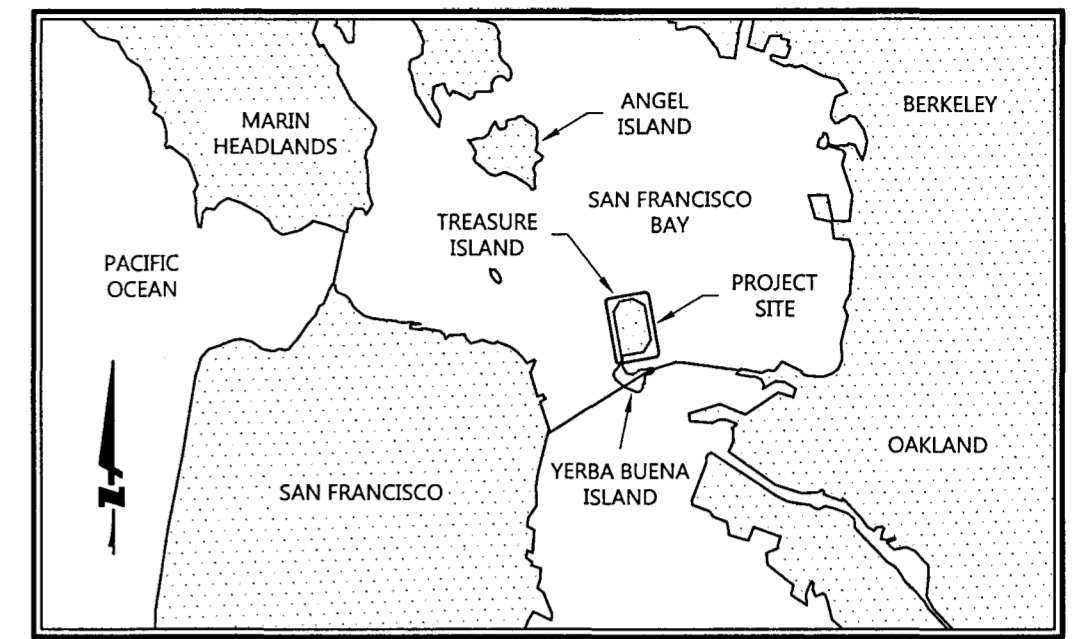 MARIN
HEADLANDS
ANGEL
ISLAND
BERKELEY
SAN FRANCISCO
BAY
TREASURE
ISLAND
PACIFIC
OCEAN
PROJECT
SITE
OAKLAND
YERBA BUENA
ISLAND
SAN FRANCISCO
N